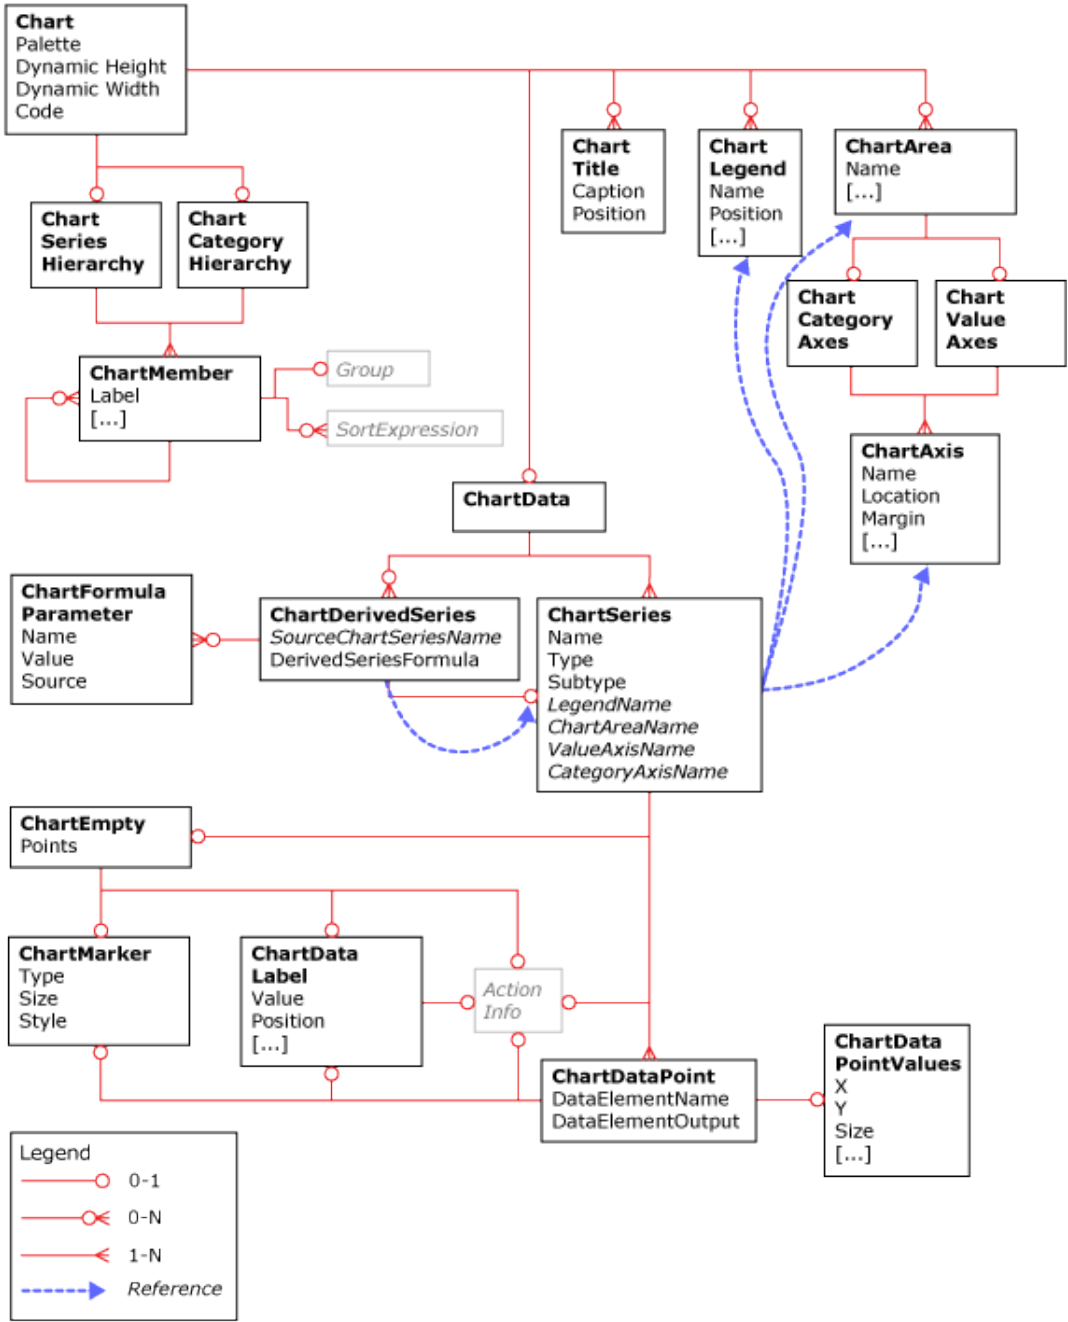 Chart
Palette
Dynamic Height
Dynamic Width
Code
Chart
Title
Caption
Position
Chart
Legend
Name
Position
[...]
ChartArea
Name
[...]
Chart
Series
Hierarchy
Chart
Category
Hierarchy
Chart
Category
Axes
Chart
Value
Axes
ChartMember
Label
[...]
Group
SortExpression
ChartAxis
Name
Location
Margin
[...]
ChartData
ChartFormula
Parameter
Name
Value
Source
ChartDerivedSeries
SourceChartSeriesName
DerivedSeriesFormula
ChartSeries
Name
Type
Subtype
LegendName
ChartAreaName
ValueAxisName
CategoryAxisName
ChartEmpty
Points
ChartMarker
Type
Size
Style
ChartData
Label
Value
Position
[...]
Action
Info
ChartDataPoint
DataElementName
DataElementOutput
ChartData
PointValues
X
Y
Size
[...]
Legend
0-1
0-N
1-N
Reference